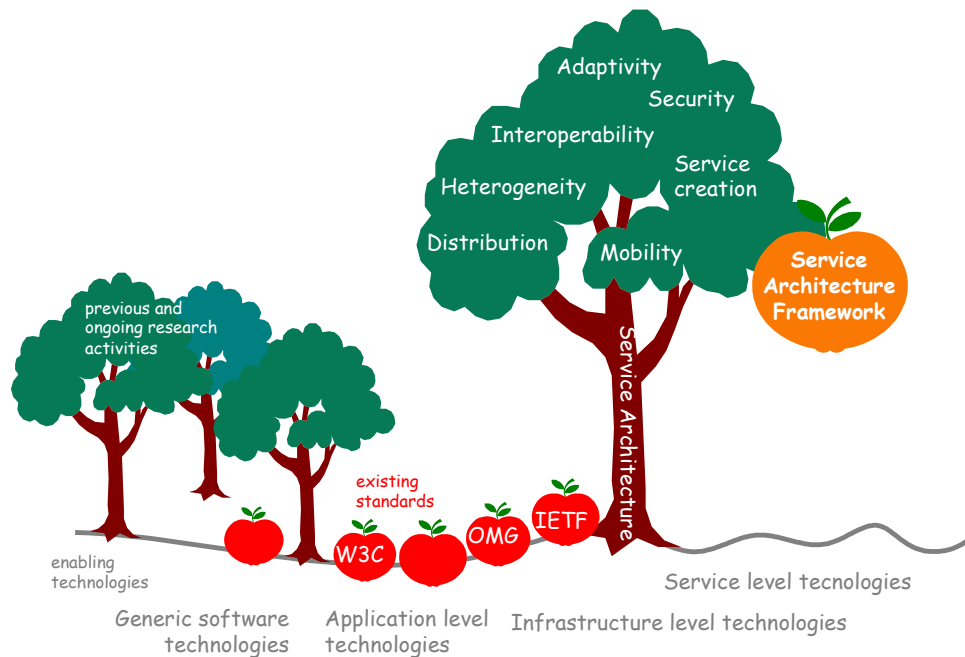 Adaptivity
Security
Interoperability
Service
creation
Heterogeneity
Distribution
Mobility
Service
Architecture
Framework
previous and
ongoing research
activities
Service Architecture
existing
standards
W3C
OMG
IETF
enabling
technologies
Service level tecnologies
Generic software
technologies
Application level
technologies
Infrastructure level technologies